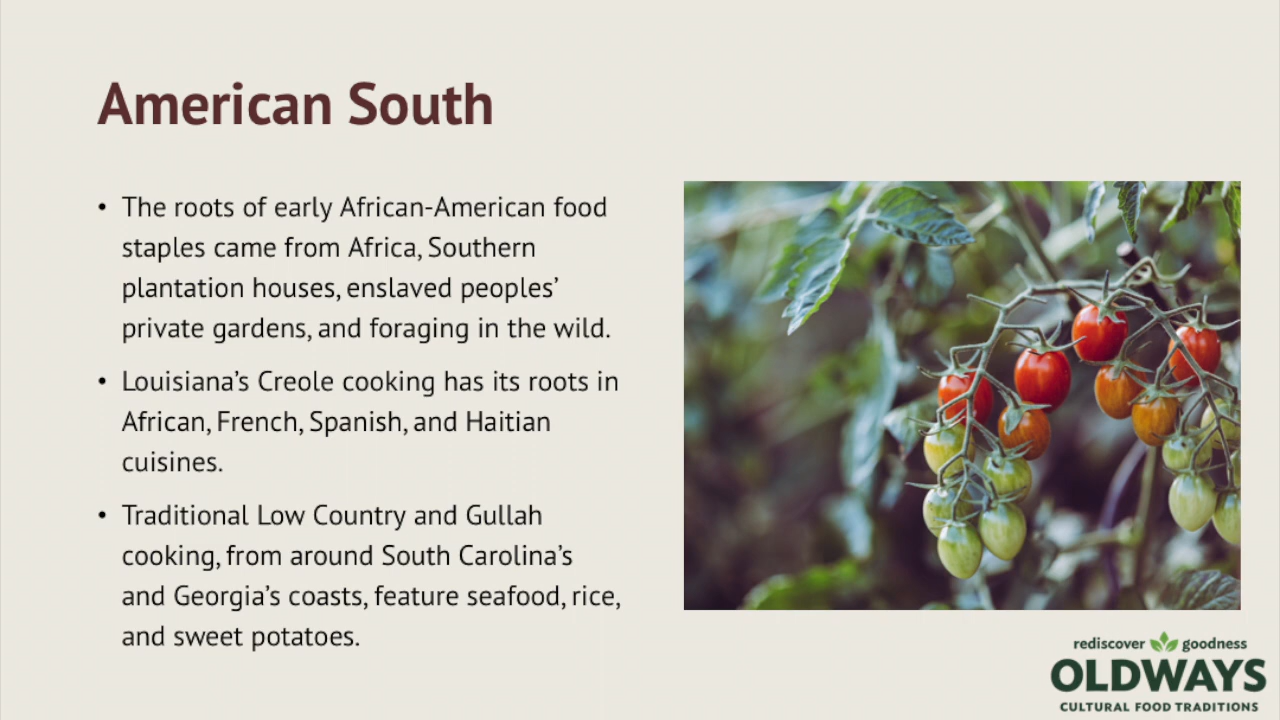 American South
• The roots of early African-American food
staples came from Africa, Southern
plantation houses, enslaved peoples’
private gardens, and foraging in the wild.
• Louisiana’s Creole cooking has its roots in
African, French, Spanish, and Haitian
cuisines.
• Traditional Low Country and Gullah
cooking, from around South Carolina’s
and Georgia’s coasts, feature seafood, rice,
and sweet potatoes.
rediscover goodness
OLDWAYS
CULTURAL FOOD TRADITIONS